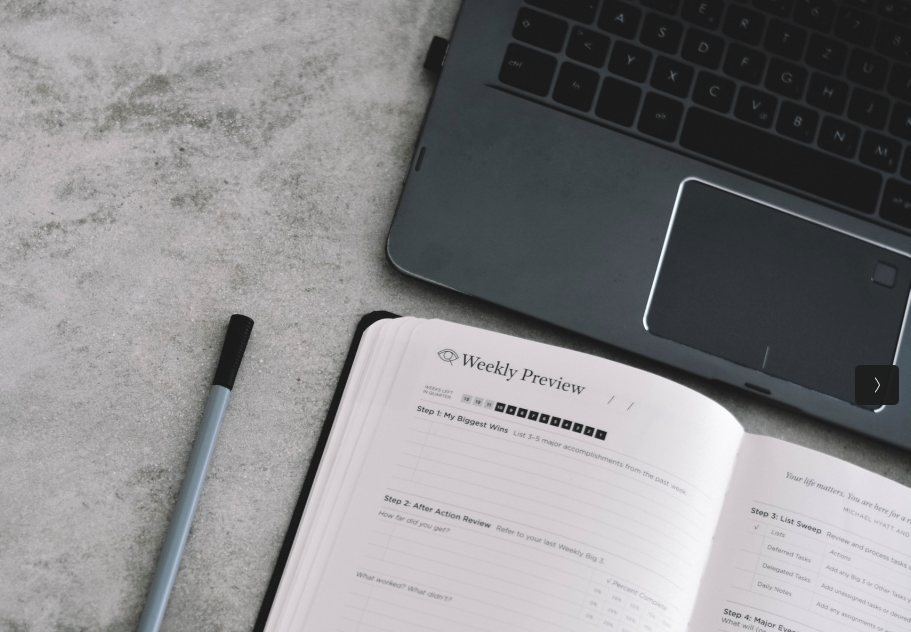 A S D F G H J
E R T Z U
Y X C V B N M
ctrl
Weekly Preview / /
WEEKS LEFT
IN QUARTER 13 12 11 10 9 8 7 6 5 4 3 2 1
Step 1: My Biggest Wins List 3–5 major accomplishments from the past week.
Step 2: After Action Review Refer to your last Weekly Big 3.
How far did you get?
√ Percent Complete
What worked? What didn't?
Your life matters. You are here for a
MICHAEL HYATT AND
Step 3: List Sweep Review and process tasks
√ Lists Actions
Deferred Tasks Add any Big 3 or Other Tasks
Delegated Tasks Add unassigned tasks or
Daily Notes Add any assignments or
Step 4: Major
What will